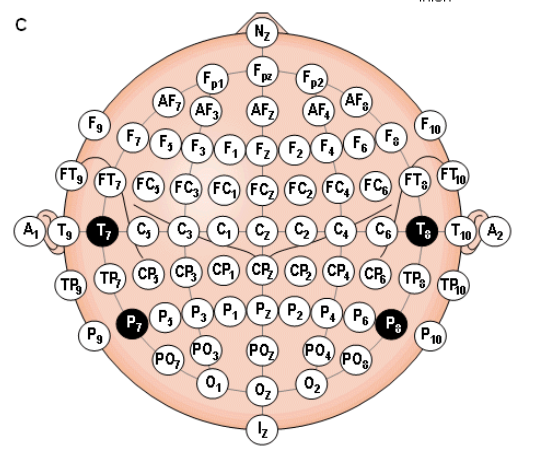 C
Nz
Fp1 Fpz Fp2
AF7 AF3 AFz AF4 AF8
F9 F7 F5 F3 F1 Fz F2 F4 F6 F8 F10
FT9 FT7 FC5 FC3 FC1 FCz FC2 FC4 FC6 FT8 FT10
A1 T9 T7 C5 C3 C1 Cz C2 C4 C6 T8 T10 A2
TP9 TP7 CP5 CP3 CP1 CPz CP2 CP4 CP6 TP8 TP10
P9 P7 P5 P3 P1 Pz P2 P4 P6 P8 P10
PO7 PO3 POz PO4 PO8
O1 Oz O2
Iz